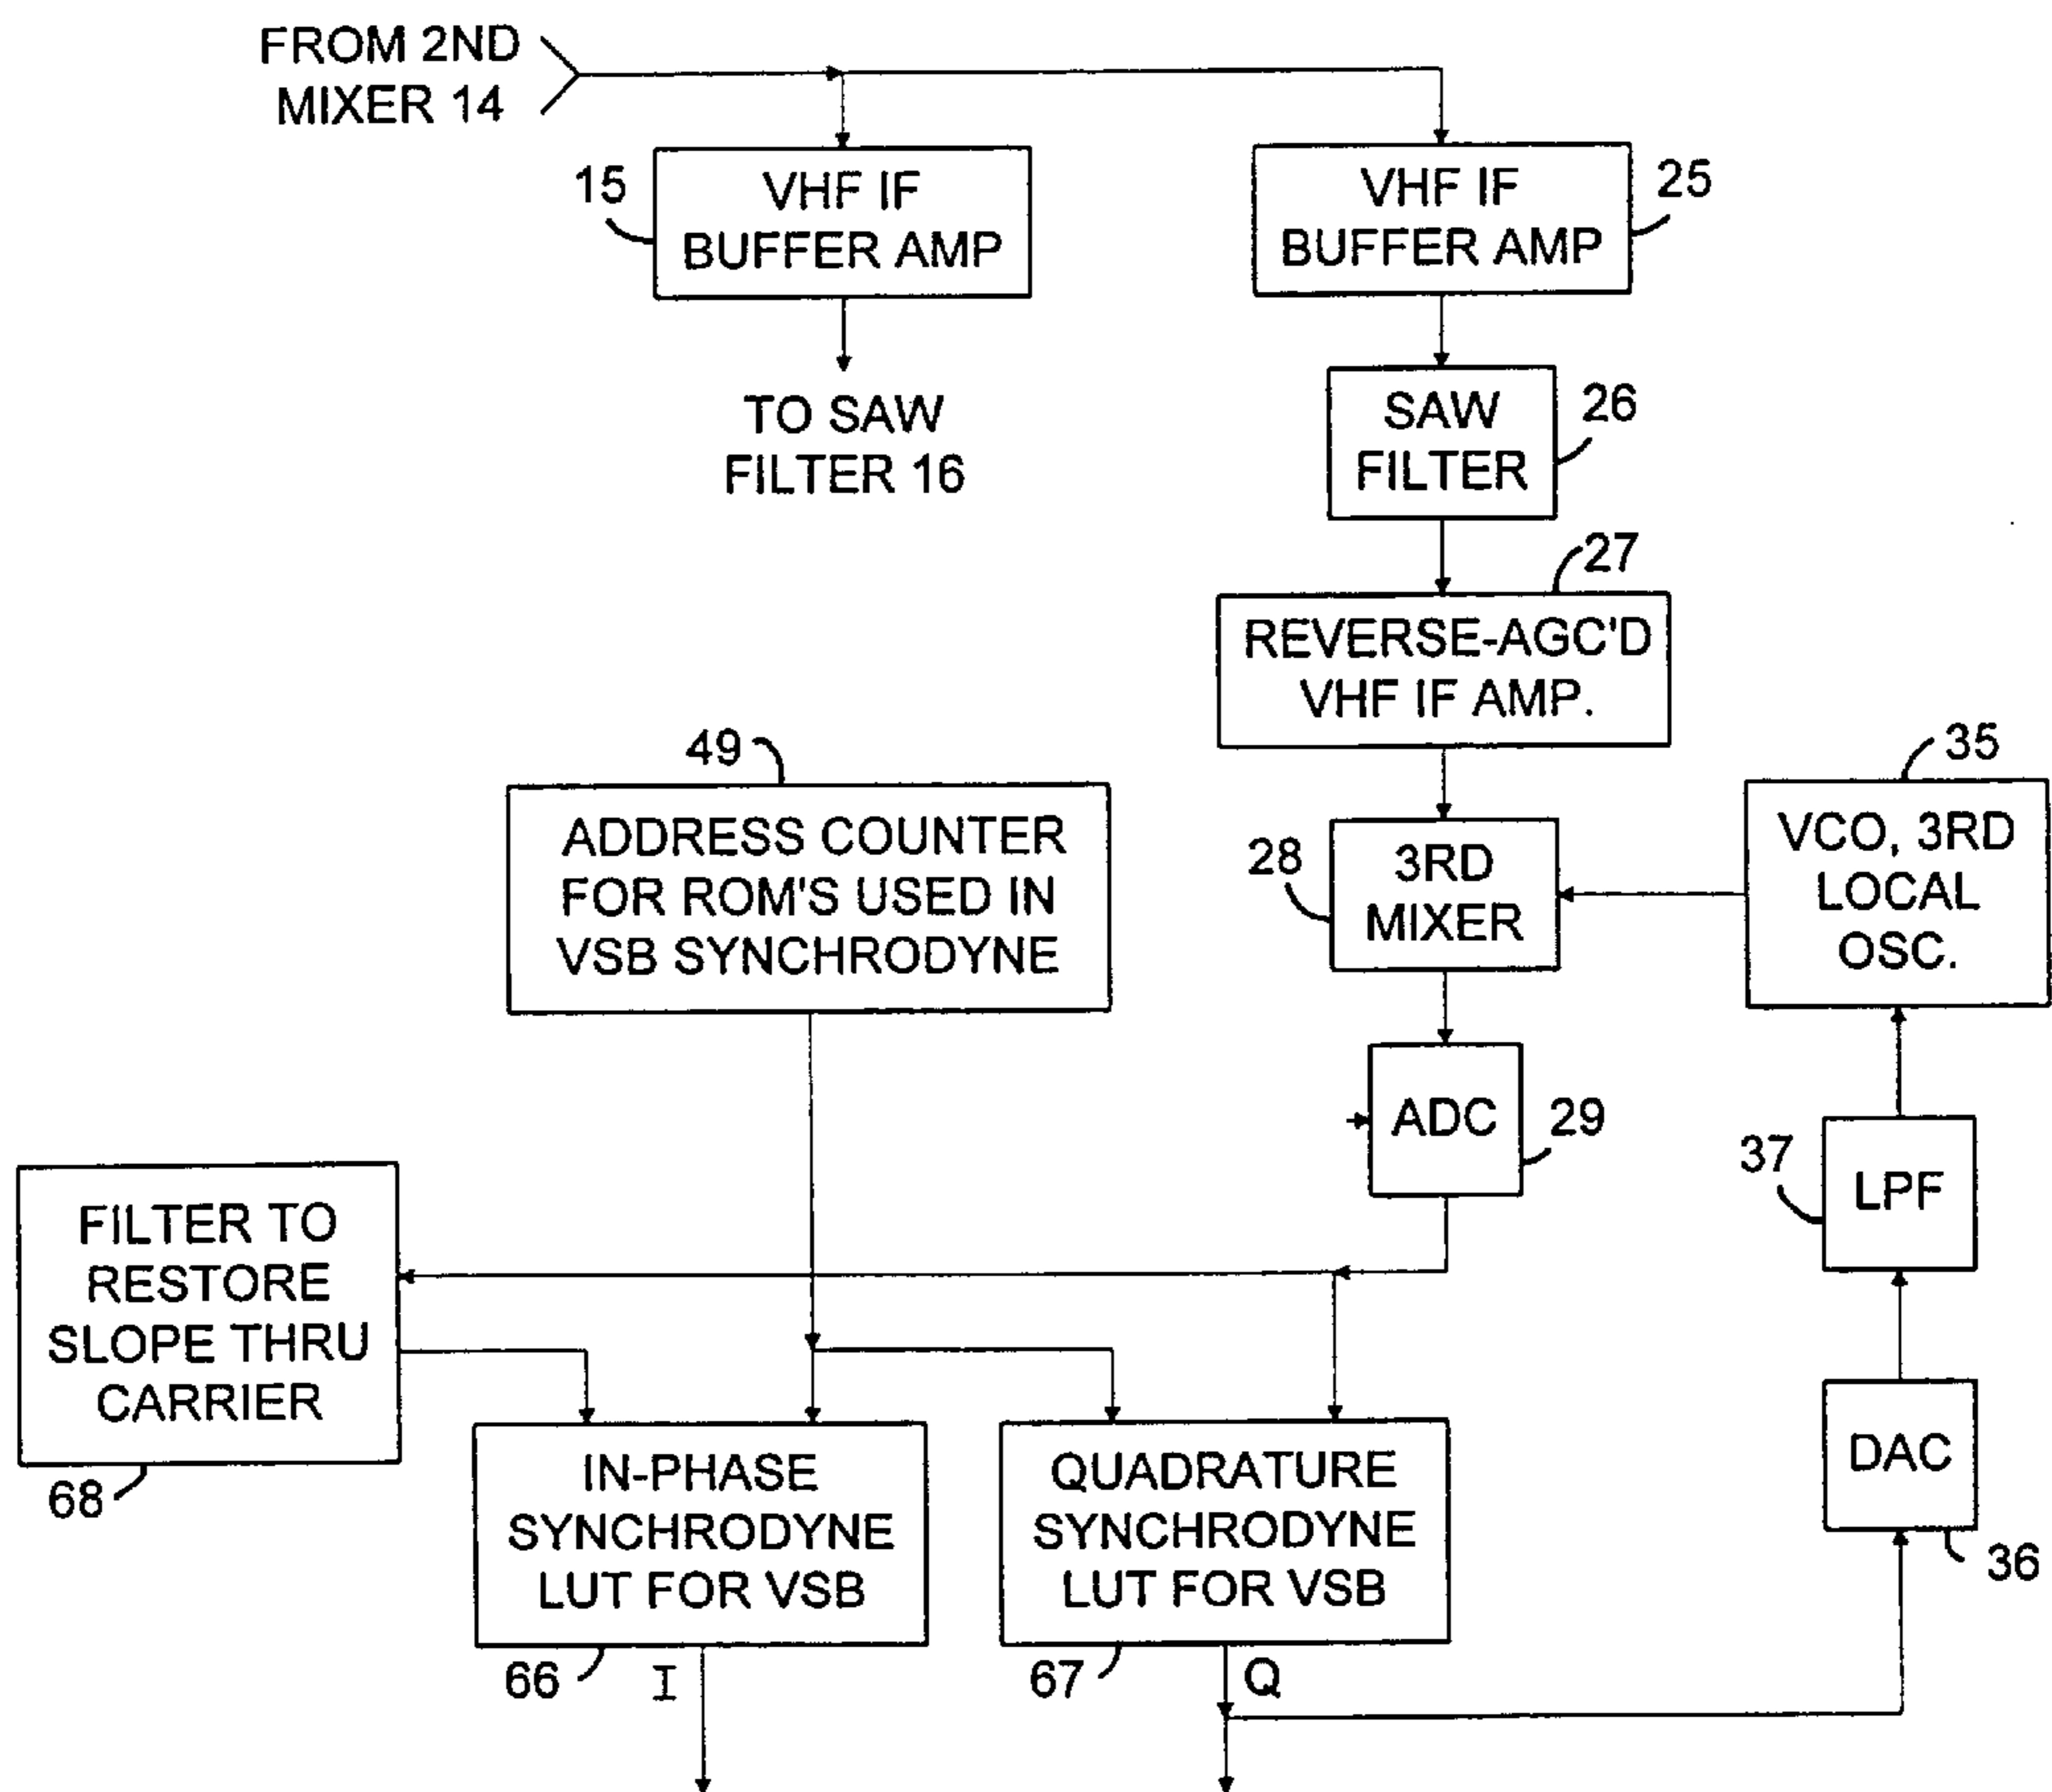 FROM 2ND
MIXER 14
15
VHF IF
BUFFER AMP
VHF IF
BUFFER AMP
25
TO SAW
FILTER 16
SAW
FILTER
26
27
REVERSE-AGC'D
VHF IF AMP.
49
ADDRESS COUNTER
FOR ROM'S USED IN
VSB SYNCHRODYNE
28
3RD
MIXER
35
VCO, 3RD
LOCAL
OSC.
ADC
29
37
LPF
FILTER TO
RESTORE
SLOPE THRU
CARRIER
68
IN-PHASE
SYNCHRODYNE
LUT FOR VSB
66
I
QUADRATURE
SYNCHRODYNE
LUT FOR VSB
67
Q
DAC
36